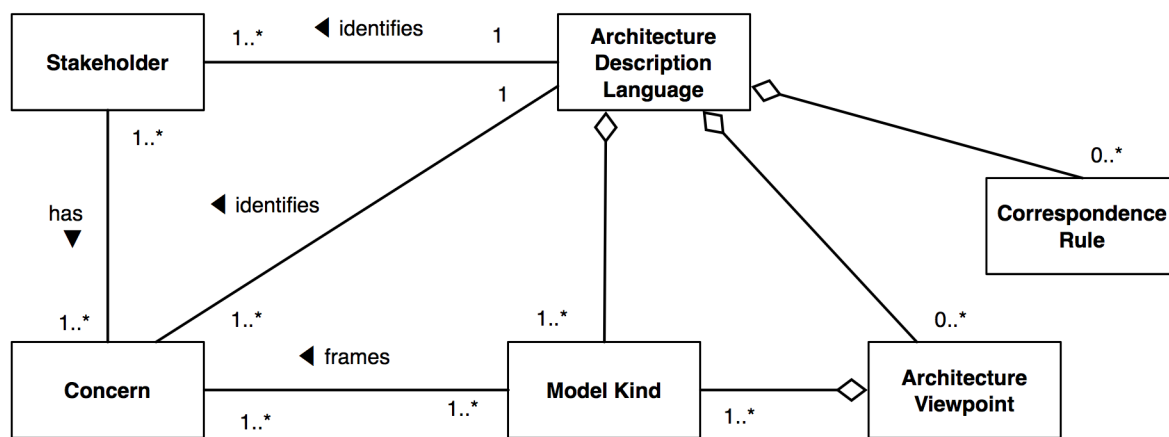 1..*
◀ identifies
1
Stakeholder
Architecture
Description
Language
1
1..*
0..*
has
▼
◀ identifies
Correspondence
Rule
1..*
1..*
1..*
0..*
◀ frames
Concern
Model Kind
Architecture
Viewpoint
1..*
1..*
1..*